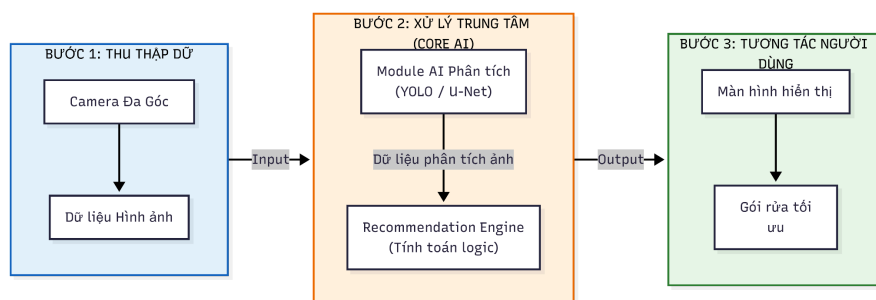 BƯỚC 1: THU THẬP DỮ
Camera Đa Góc
Dữ liệu Hình ảnh
Input
BƯỚC 2: XỬ LÝ TRUNG TÂM
(CORE AI)
Module AI Phân tích
(YOLO / U-Net)
Dữ liệu phân tích ảnh
Recommendation Engine
(Tính toán logic)
Output
BƯỚC 3: TƯƠNG TÁC NGƯỜI
DÙNG
Màn hình hiển thị
Gói rửa tối
ưu